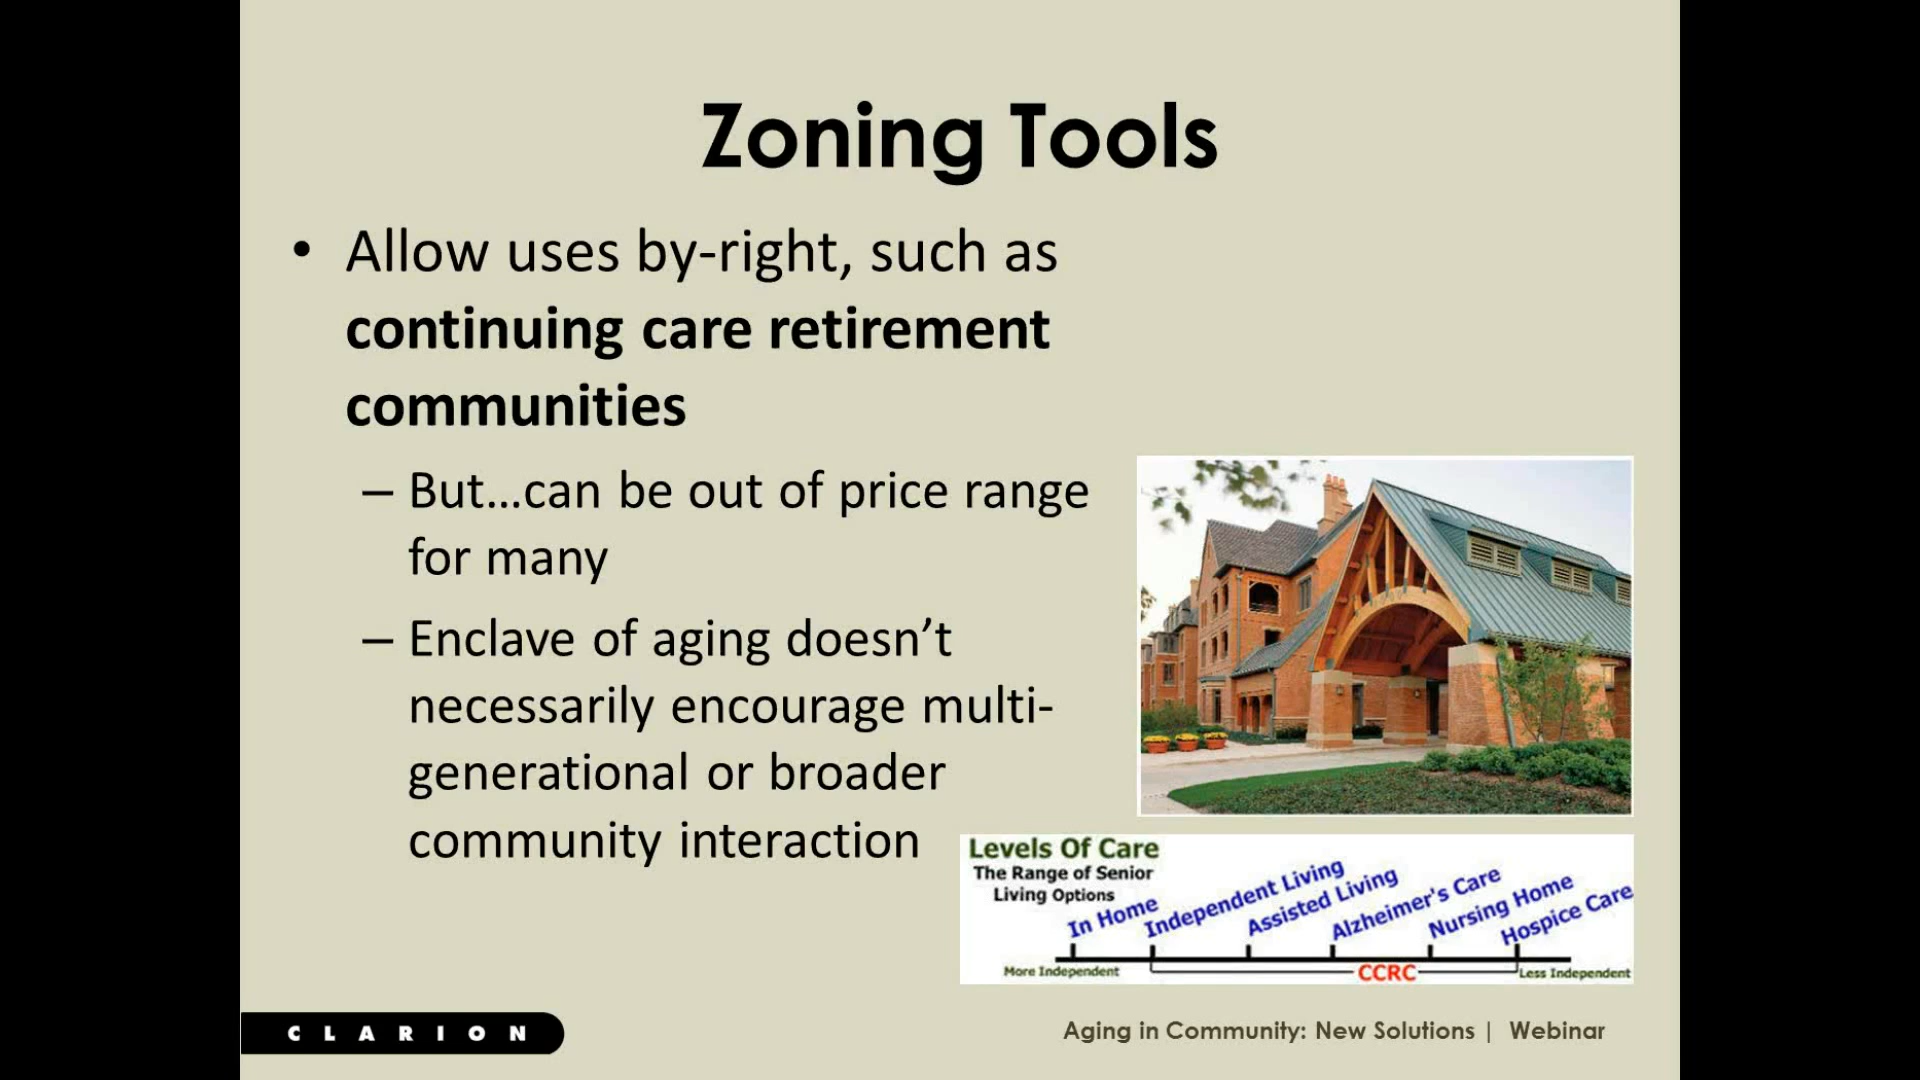 Zoning Tools
• Allow uses by-right, such as
continuing care retirement
communities
– But…can be out of price range
for many
– Enclave of aging doesn’t
necessarily encourage multi-
generational or broader
community interaction
Levels Of Care
The Range of Senior
Living Options
In Home
Independent Living
Assisted Living
Alzheimer's Care
Nursing Home
Hospice Care
More Independent
CCRC
Less Independent
CLARION
Aging in Community: New Solutions | Webinar